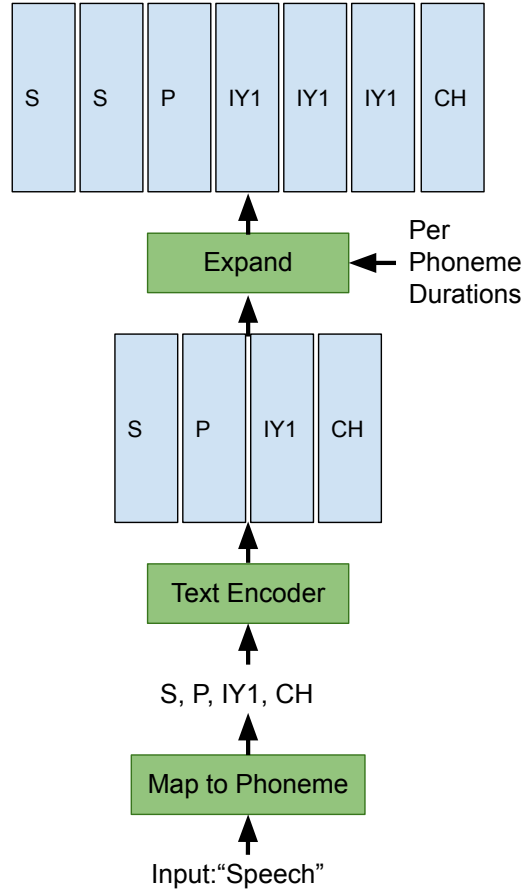 S S P IY1 IY1 IY1 CH
Expand
Per
Phoneme
Durations
S P IY1 CH
Text Encoder
S, P, IY1, CH
Map to Phoneme
Input:“Speech”